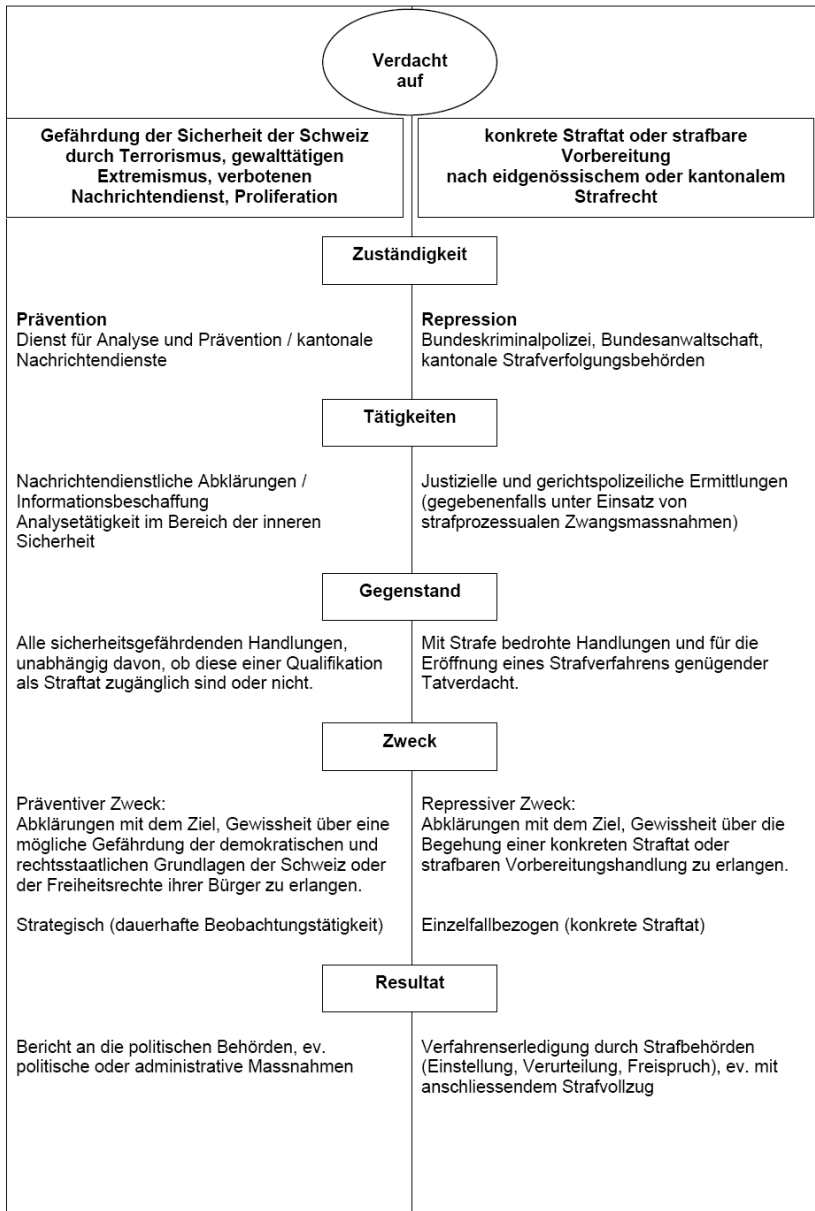 Verdacht
auf
Gefährdung der Sicherheit der Schweiz
durch Terrorismus, gewalttätigen
Extremismus, verbotenen
Nachrichtendienst, Proliferation
konkrete Straftat oder strafbare
Vorbereitung
nach eidgenössischem oder kantonalem
Strafrecht
Zuständigkeit
Prävention
Dienst für Analyse und Prävention / kantonale
Nachrichtendienste
Repression
Bundeskriminalpolizei, Bundesanwaltschaft,
kantonale Strafverfolgungsbehörden
Tätigkeiten
Nachrichtendienstliche Abklärungen /
Informationsbeschaffung
Analysetätigkeit im Bereich der inneren
Sicherheit
Justizielle und gerichtspolizeiliche Ermittlungen
(gegebenenfalls unter Einsatz von
strafprozessualen Zwangsmassnahmen)
Gegenstand
Alle sicherheitsgefährdenden Handlungen,
unabhängig davon, ob diese einer Qualifikation
als Straftat zugänglich sind oder nicht.
Mit Strafe bedrohte Handlungen und für die
Eröffnung eines Strafverfahrens genügender
Tatverdacht.
Zweck
Präventiver Zweck:
Abklärungen mit dem Ziel, Gewissheit über eine
mögliche Gefährdung der demokratischen und
rechtsstaatlichen Grundlagen der Schweiz oder
der Freiheitsrechte ihrer Bürger zu erlangen.
Strategisch (dauerhafte Beobachtungstätigkeit)
Repressiver Zweck:
Abklärungen mit dem Ziel, Gewissheit über die
Begehung einer konkreten Straftat oder
strafbaren Vorbereitungshandlung zu erlangen.
Einzelfallbezogen (konkrete Straftat)
Resultat
Bericht an die politischen Behörden, ev.
politische oder administrative Massnahmen
Verfahrenserledigung durch Strafbehörden
(Einstellung, Verurteilung, Freispruch), ev. mit
anschliessendem Strafvollzug